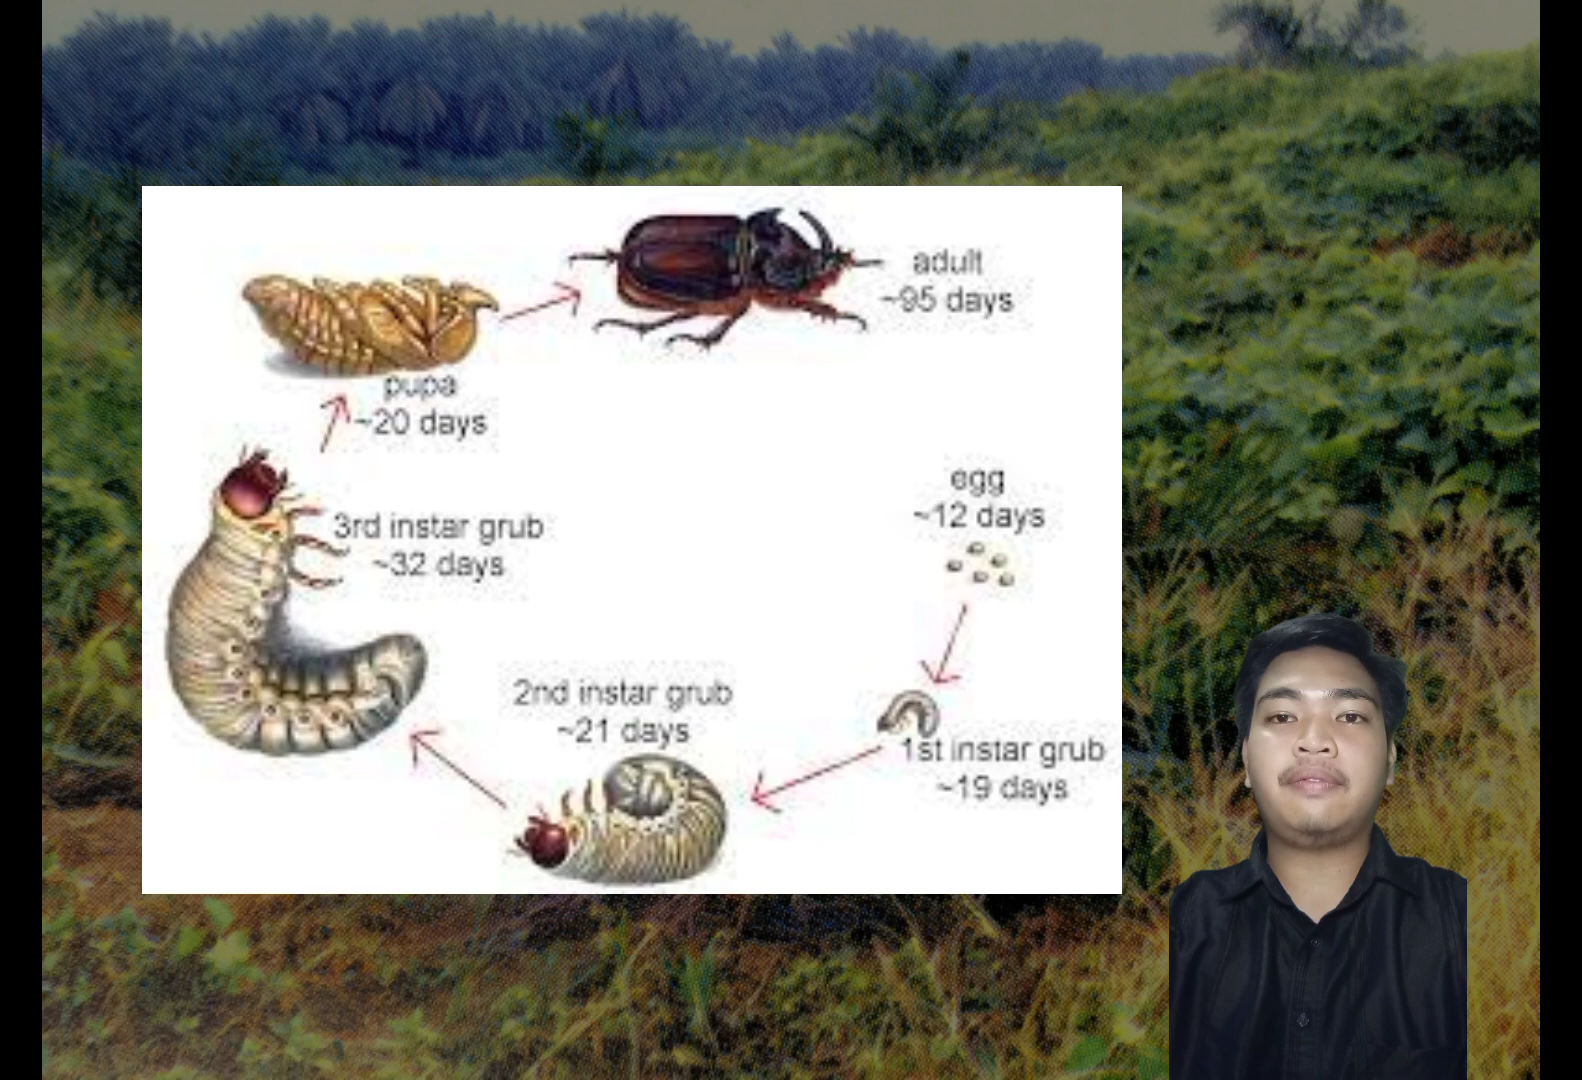 adult
~95 days
pupa
~20 days
egg
~12 days
3rd instar grub
~32 days
2nd instar grub
~21 days
1st instar grub
~19 days